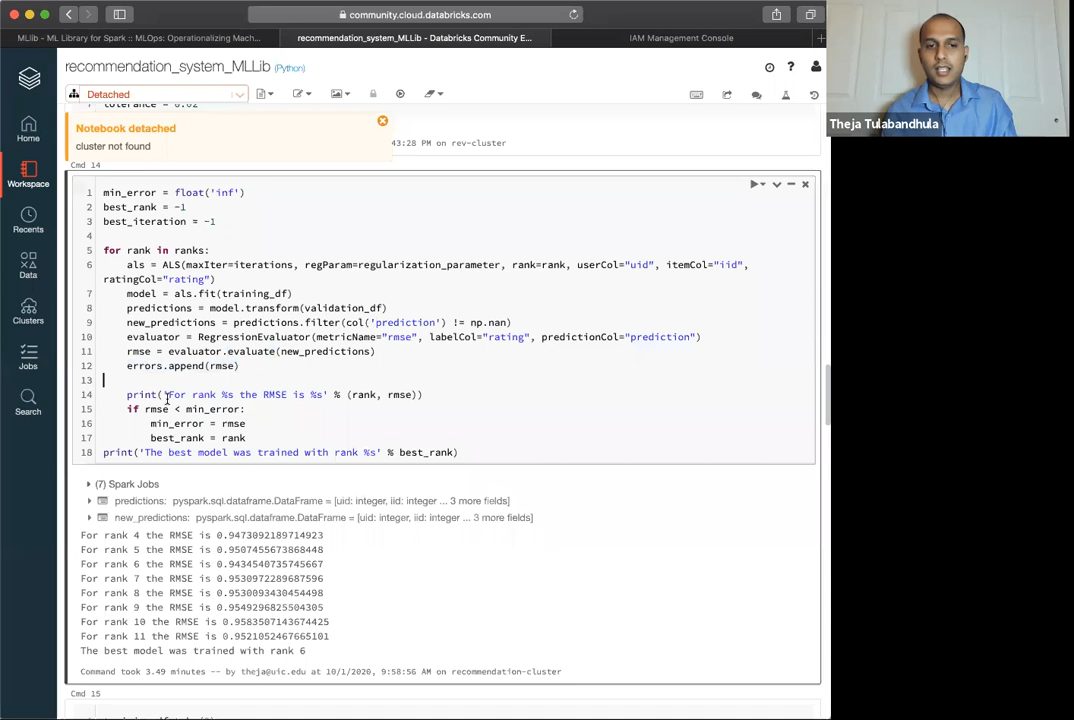 community.cloud.databricks.com
MLlib - ML Library for Spark :: MLOps: Operationalizing Mach...
recommendation_system_MLLib - Databricks Community E...
IAM Management Console
recommendation_system_MLLib (Python)
Detached
Home
Workspace
Recents
Data
Clusters
Jobs
Search
Theja Tulabandhula
7 tolerance = 0.02
Notebook detached
cluster not found
43:28 PM on rev-cluster
Cmd 14
1 min_error = float('inf')
2 best_rank = -1
3 best_iteration = -1
4
5 for rank in ranks:
6 als = ALS(maxIter=iterations, regParam=regularization_parameter, rank=rank, userCol="uid", itemCol="iid",
ratingCol="rating")
7 model = als.fit(training_df)
8 predictions = model.transform(validation_df)
9 new_predictions = predictions.filter(col('prediction') != np.nan)
10 evaluator = RegressionEvaluator(metricName="rmse", labelCol="rating", predictionCol="prediction")
11 rmse = evaluator.evaluate(new_predictions)
12 errors.append(rmse)
13
14 print('For rank %s the RMSE is %s' % (rank, rmse))
15 if rmse < min_error:
16 min_error = rmse
17 best_rank = rank
18 print('The best model was trained with rank %s' % best_rank)
(7) Spark Jobs
predictions: pyspark.sql.dataframe.DataFrame = [uid: integer, iid: integer ... 3 more fields]
new_predictions: pyspark.sql.dataframe.DataFrame = [uid: integer, iid: integer ... 3 more fields]
For rank 4 the RMSE is 0.9473092189714923
For rank 5 the RMSE is 0.9507455673868448
For rank 6 the RMSE is 0.9434540735745667
For rank 7 the RMSE is 0.9530972289687596
For rank 8 the RMSE is 0.9530093430454498
For rank 9 the RMSE is 0.9549296825504305
For rank 10 the RMSE is 0.9583507143674425
For rank 11 the RMSE is 0.9521052467665101
The best model was trained with rank 6
Command took 3.49 minutes -- by theja@uic.edu at 10/1/2020, 9:58:56 AM on recommendation-cluster
Cmd 15